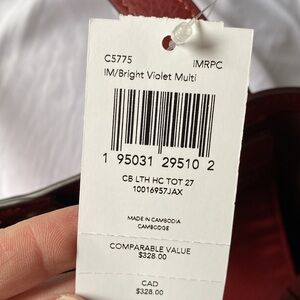 C5775 IMRPC
IM/Bright Violet Multi
1 95031 29510 2
CB LTH HC TOT 27
10016957JAX
MADE IN CAMBODIA
CAMBODGE
COMPARABLE VALUE
$328.00
CAD
$328.00